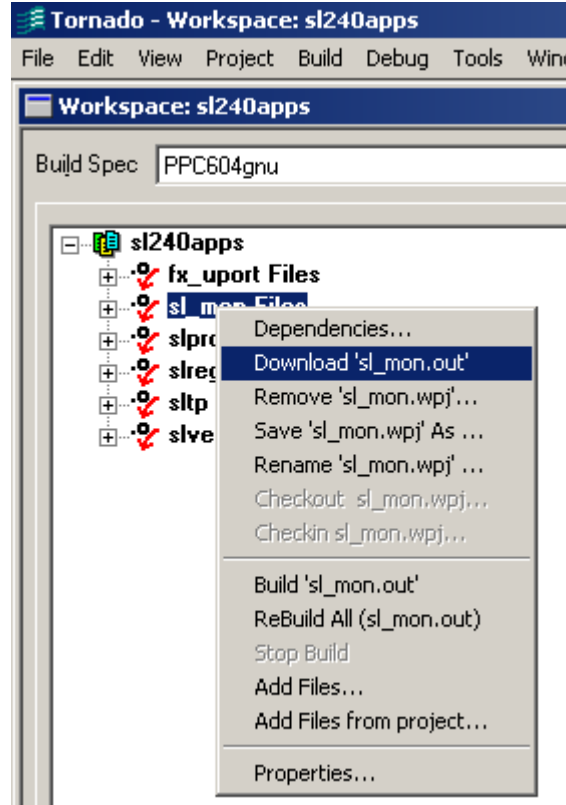 Tornado - Workspace: sl240apps
File Edit View Project Build Debug Tools
Workspace: sl240apps
Build Spec PPC604gnu
sl240apps
fx_uport Files
sl_mon Files
Dependencies...
Download 'sl_mon.out'
Remove 'sl_mon.wpj'...
Save 'sl_mon.wpj' As ...
Rename 'sl_mon.wpj' ...
Checkout sl_mon.wpj...
Checkin sl_mon.wpj...
Build 'sl_mon.out'
ReBuild All (sl_mon.out)
Stop Build
Add Files...
Add Files from project...
Properties...
sltp